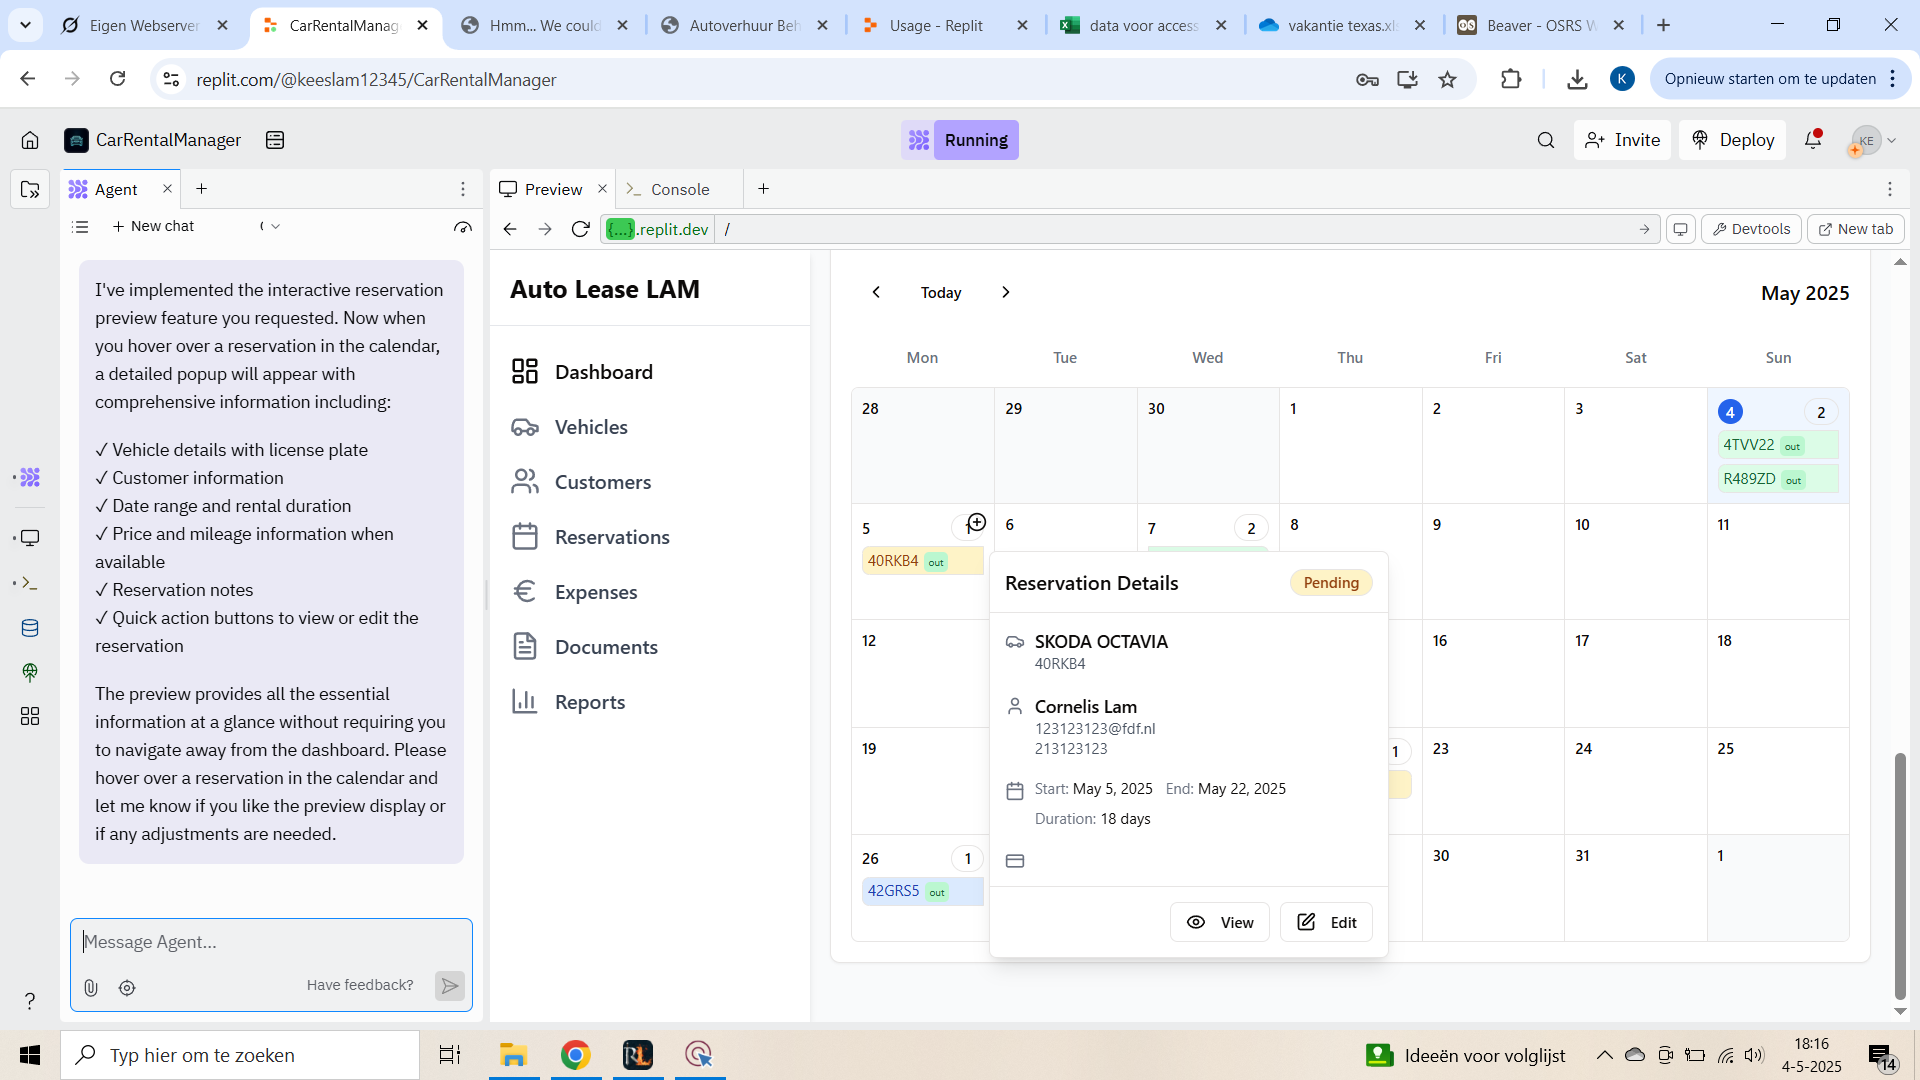 Eigen Webserver
CarRentalManag
Hmm... We could
Autoverhuur Beh
Usage - Replit
data voor access
vakantie texas.xls
Beaver - OSRS W
replit.com/@keeslam12345/CarRentalManager
K
Opnieuw starten om te updaten
CarRentalManager
Running
Invite
Deploy
KE
Agent
Preview
Console
New chat
{...}.replit.dev
/
Devtools
New tab
I've implemented the interactive reservation
preview feature you requested. Now when
you hover over a reservation in the calendar,
a detailed popup will appear with
comprehensive information including:
✓ Vehicle details with license plate
✓ Customer information
✓ Date range and rental duration
✓ Price and mileage information when
available
✓ Reservation notes
✓ Quick action buttons to view or edit the
reservation
The preview provides all the essential
information at a glance without requiring you
to navigate away from the dashboard. Please
hover over a reservation in the calendar and
let me know if you like the preview display or
if any adjustments are needed.
Message Agent...
Have feedback?
?
Auto Lease LAM
Dashboard
Vehicles
Customers
Reservations
Expenses
Documents
Reports
Today
May 2025
Mon Tue Wed Thu Fri Sat Sun
28 29 30 1 2 3 4 2
4TVV22 out
R489ZD out
5 1 6 7 2 8 9 10 11
40RKB4 out
12 16 17 18
19 1 23 24 25
26 1 30 31 1
42GRS5 out
Reservation Details
Pending
SKODA OCTAVIA
40RKB4
Cornelis Lam
123123123@fdf.nl
213123123
Start: May 5, 2025 End: May 22, 2025
Duration: 18 days
View
Edit
Typ hier om te zoeken
RL
Ideeën voor volglijst
18:16
4-5-2025
14